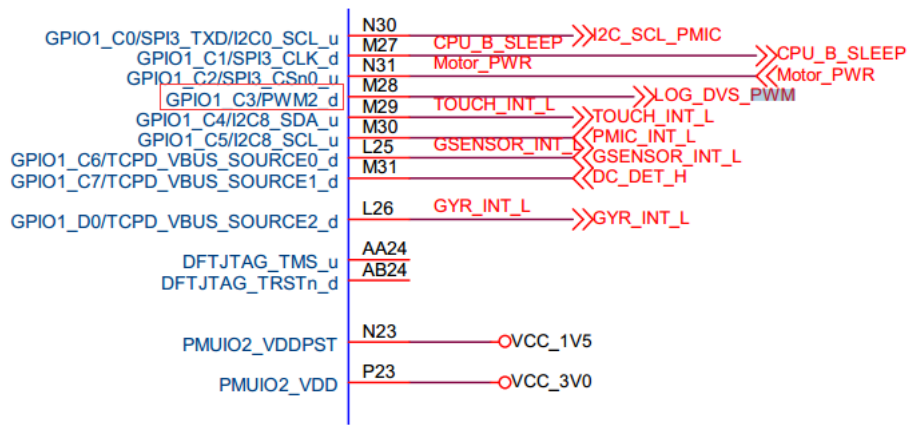 GPIO1_C0/SPI3_TXD/I2C0_SCL_u N30 I2C_SCL_PMIC
GPIO1_C1/SPI3_CLK_d M27 CPU_B_SLEEP CPU_B_SLEEP
GPIO1_C2/SPI3_CSn0_u N31 Motor_PWR Motor_PWR
GPIO1_C3/PWM2_d M28 LOG_DVS_PWM
GPIO1_C4/I2C8_SDA_u M29 TOUCH_INT_L TOUCH_INT_L
GPIO1_C5/I2C8_SCL_u M30 PMIC_INT_L
GPIO1_C6/TCPD_VBUS_SOURCE0_d L25 GSENSOR_INT_L GSENSOR_INT_L
GPIO1_C7/TCPD_VBUS_SOURCE1_d M31 DC_DET_H
GPIO1_D0/TCPD_VBUS_SOURCE2_d L26 GYR_INT_L GYR_INT_L
DFTJTAG_TMS_u AA24
DFTJTAG_TRSTn_d AB24
PMUIO2_VDDPST N23 VCC_1V5
PMUIO2_VDD P23 VCC_3V0